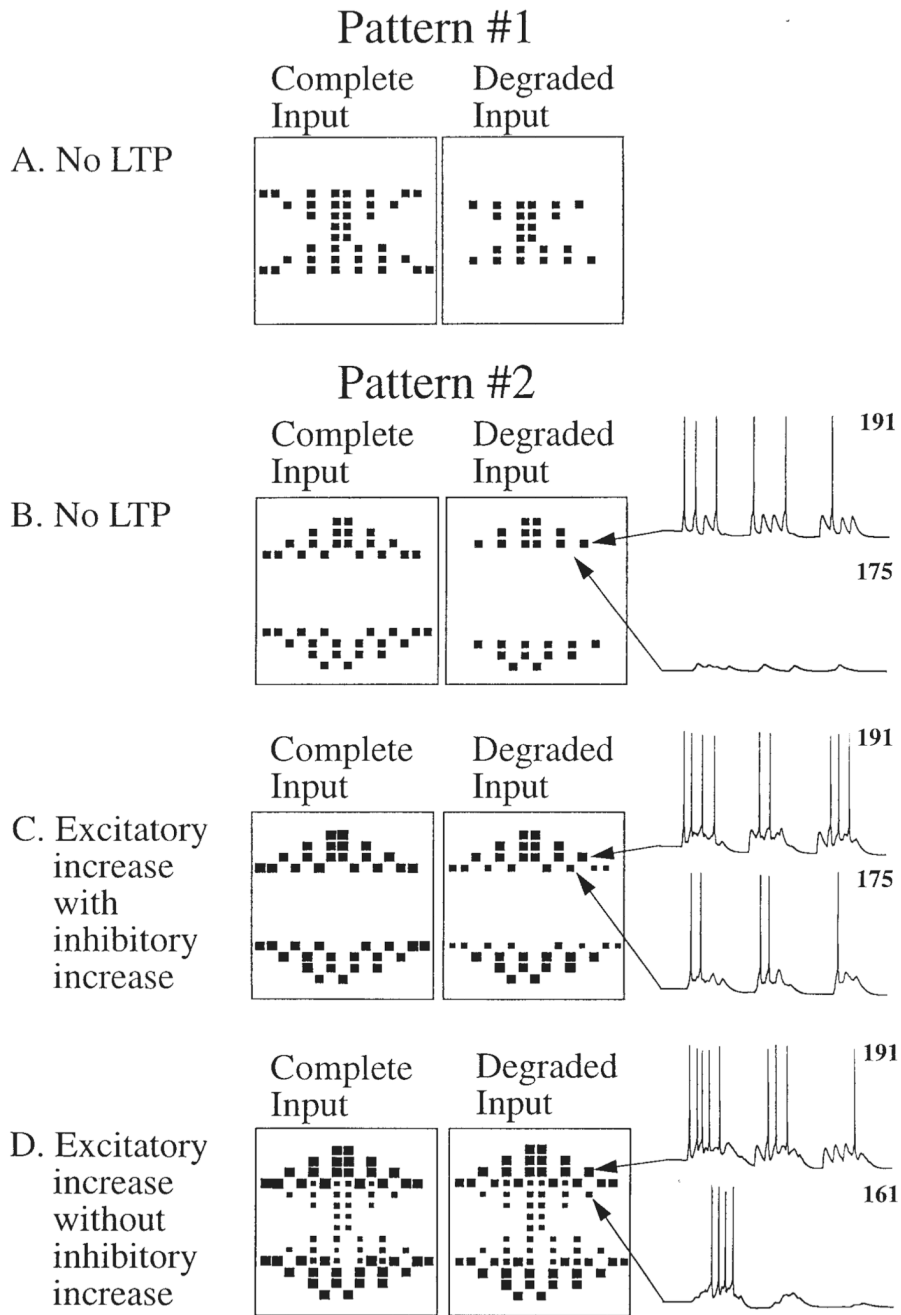 Pattern #1
Complete Input
Degraded Input
A. No LTP
Pattern #2
Complete Input
Degraded Input
191
B. No LTP
175
Complete Input
Degraded Input
191
C. Excitatory
increase
with
inhibitory
increase
175
Complete Input
Degraded Input
191
D. Excitatory
increase
without
inhibitory
increase
161